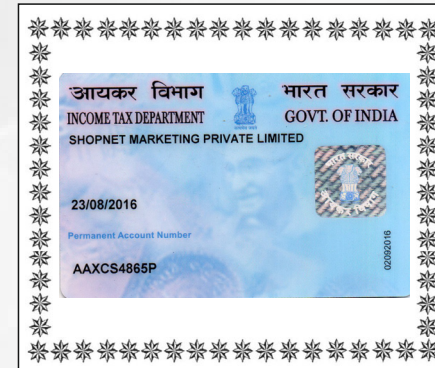 आयकर विभाग भारत सरकार
INCOME TAX DEPARTMENT GOVT. OF INDIA
SHOPNET MARKETING PRIVATE LIMITED
23/08/2016
Permanent Account Number
AAXCS4865P
02092016